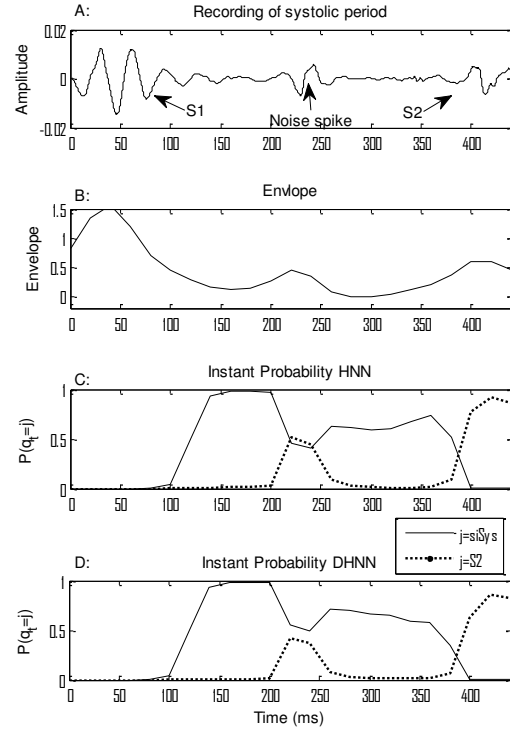 A: Recording of systolic period
0.02
0
-0.02
Amplitude
S1
Noise spike
S2
0 50 100 150 200 250 300 350 400
B: Envlope
1.5
1
0.5
0
Envelope
0 50 100 150 200 250 300 350 400
C: Instant Probability HNN
1
0.5
0
P(q_t=j)
0 50 100 150 200 250 300 350 400
j=siSys
j=S2
D: Instant Probability DHNN
1
0.5
0
P(q_t=j)
0 50 100 150 200 250 300 350 400
Time (ms)